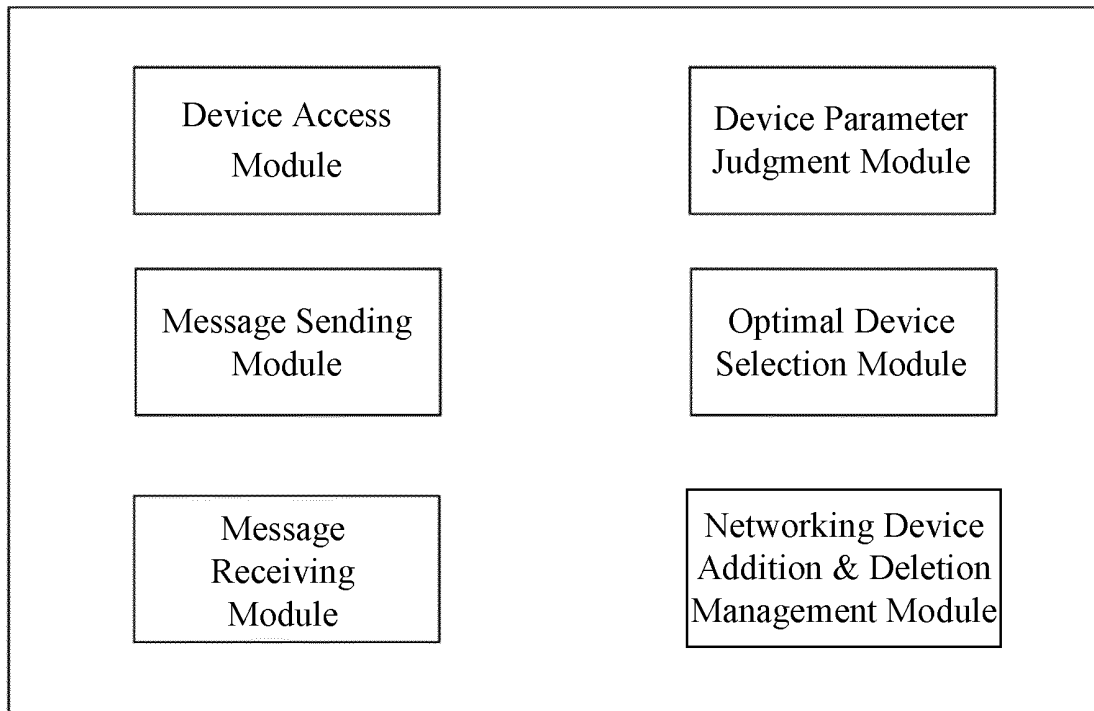 Device Access
Module
Device Parameter
Judgment Module
Message Sending
Module
Optimal Device
Selection Module
Message
Receiving
Module
Networking Device
Addition & Deletion
Management Module